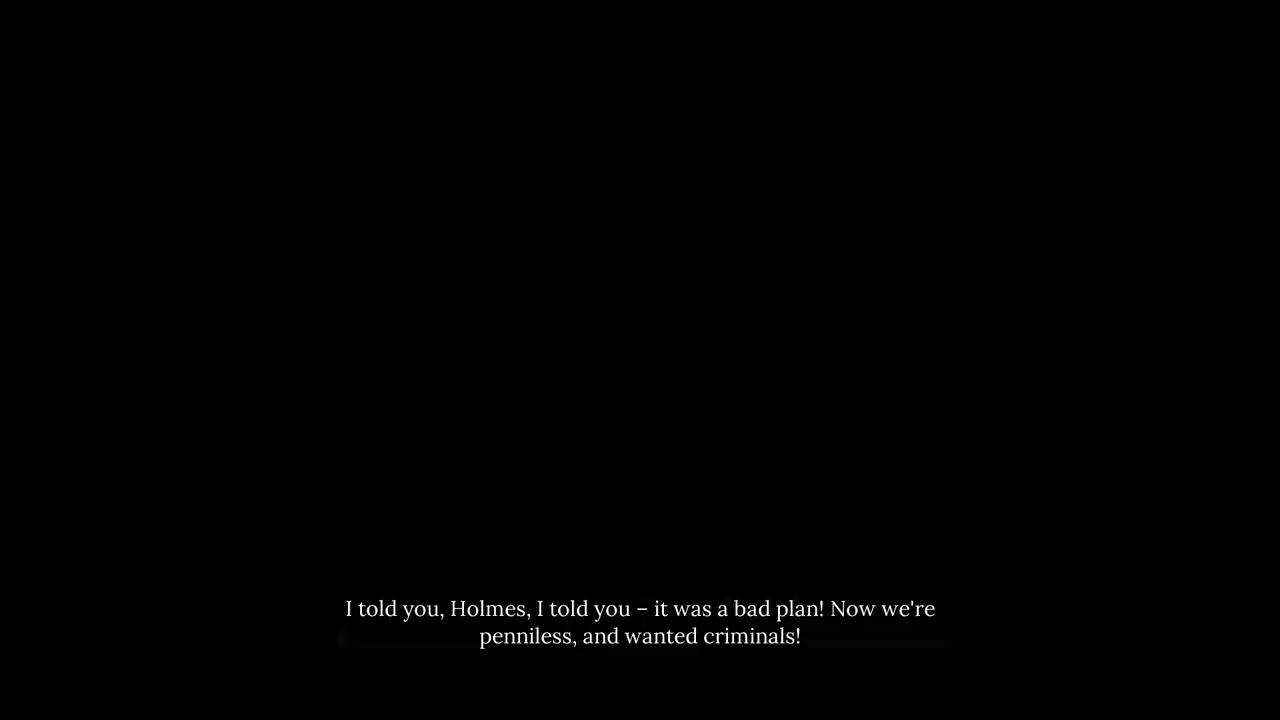 I told you, Holmes, I told you – it was a bad plan! Now we're
penniless, and wanted criminals!